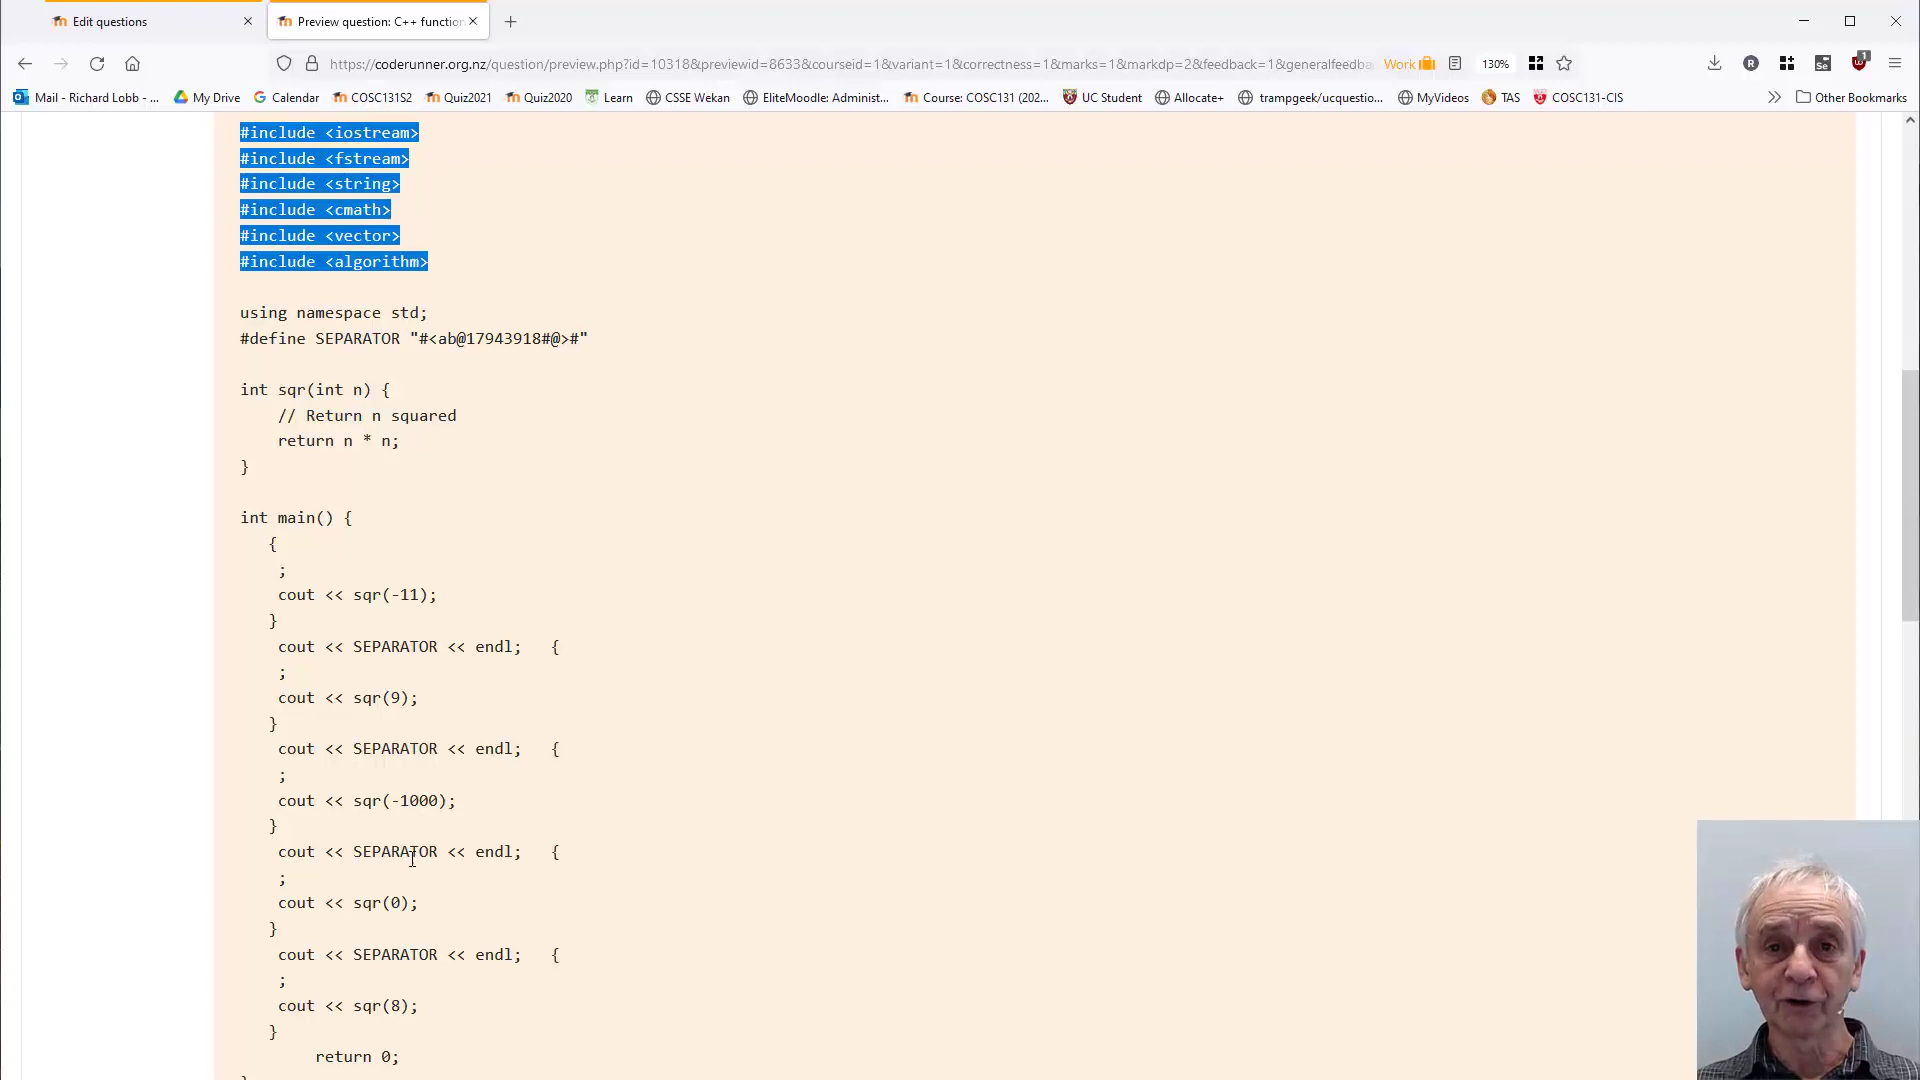 Edit questions
Preview question: C++ function
https://coderunner.org.nz/question/preview.php?id=10318&previewid=8633&courseid=1&variant=1&correctness=1&marks=1&markdp=2&feedback=1&generalfeedba
Work
130%
R
Se
1
Mail - Richard Lobb - ...
My Drive
Calendar
COSC131S2
Quiz2021
Quiz2020
Learn
CSSE Wekan
EliteMoodle: Administ...
Course: COSC131 (202...
UC Student
Allocate+
trampgeek/ucquestio...
MyVideos
TAS
COSC131-CIS
Other Bookmarks
#include <iostream>
#include <fstream>
#include <string>
#include <cmath>
#include <vector>
#include <algorithm>
using namespace std;
#define SEPARATOR "#<ab@17943918#@>#"
int sqr(int n) {
// Return n squared
return n * n;
}
int main() {
{
;
cout << sqr(-11);
}
cout << SEPARATOR << endl;   {
;
cout << sqr(9);
}
cout << SEPARATOR << endl;   {
;
cout << sqr(-1000);
}
cout << SEPARATOR << endl;   {
;
cout << sqr(0);
}
cout << SEPARATOR << endl;   {
;
cout << sqr(8);
}
return 0;